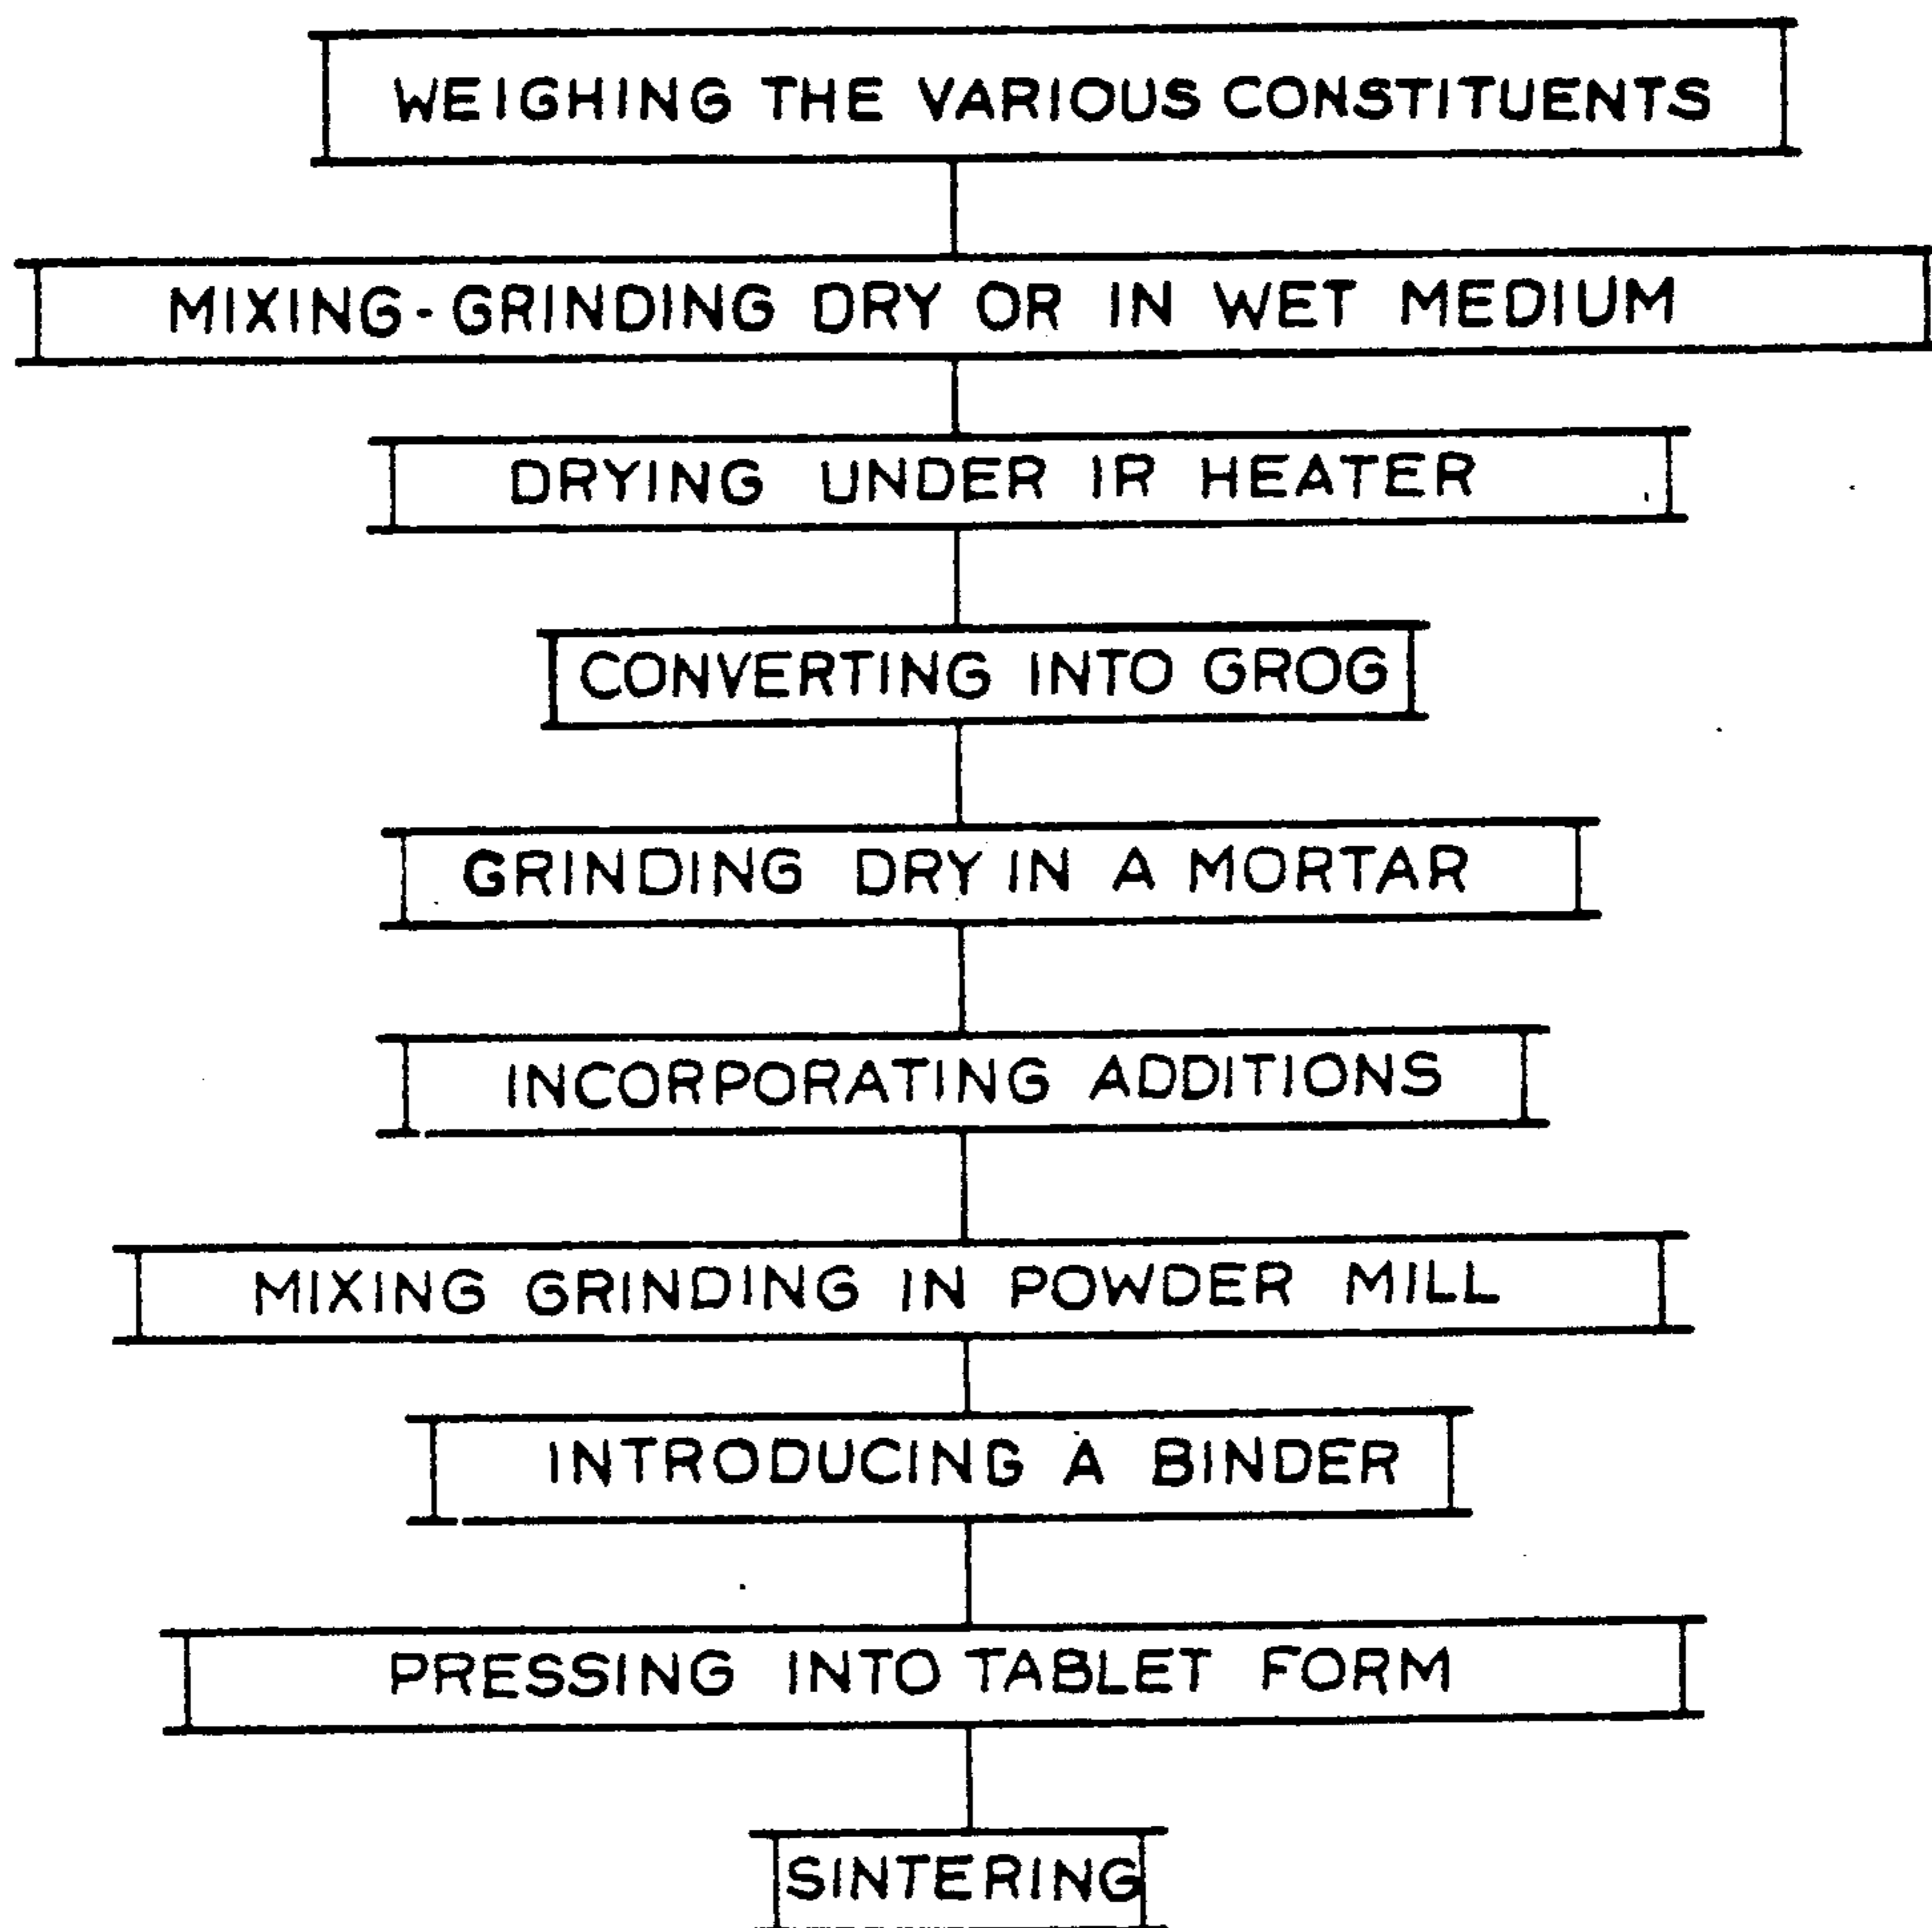 WEIGHING THE VARIOUS CONSTITUENTS
MIXING-GRINDING DRY OR IN WET MEDIUM
DRYING UNDER IR HEATER
CONVERTING INTO GROG
GRINDING DRY IN A MORTAR
INCORPORATING ADDITIONS
MIXING GRINDING IN POWDER MILL
INTRODUCING A BINDER
PRESSING INTO TABLET FORM
SINTERING